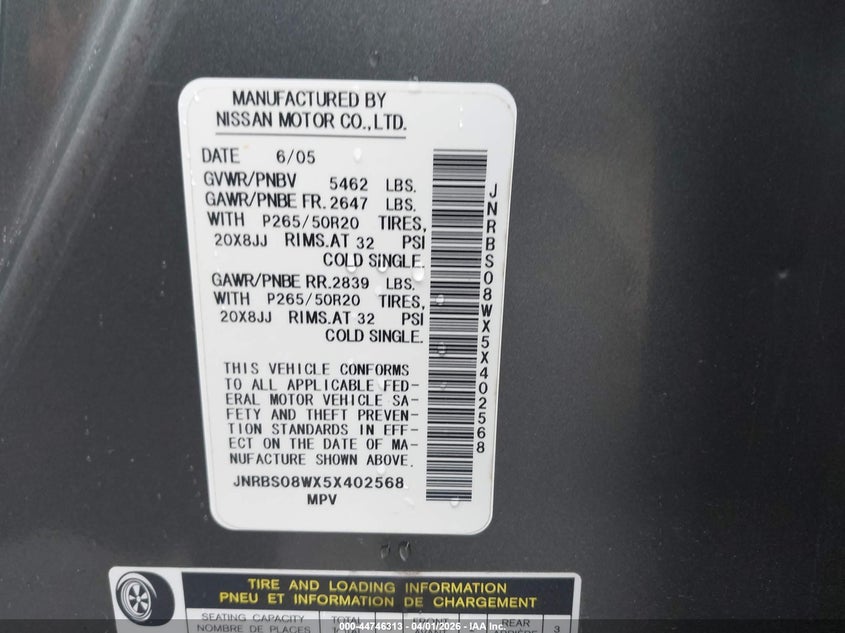 MANUFACTURED BY
NISSAN MOTOR CO.,LTD.
DATE 6/05
GVWR/PNBV 5462 LBS.
GAWR/PNBE FR. 2647 LBS.
WITH P265/50R20 TIRES,
20X8JJ RIMS.AT 32 PSI
COLD SINGLE.
GAWR/PNBE RR. 2839 LBS.
WITH P265/50R20 TIRES,
20X8JJ RIMS.AT 32 PSI
COLD SINGLE.
THIS VEHICLE CONFORMS
TO ALL APPLICABLE FED-
ERAL MOTOR VEHICLE SA-
FETY AND THEFT PREVEN-
TION STANDARDS IN EFF-
ECT ON THE DATE OF MA-
NUFACTURE SHOWN ABOVE.
JNRBS08WX5X402568
MPV
JNRBS08WX5X402568
TIRE AND LOADING INFORMATION
PNEU ET INFORMATION DE CHARGEMENT
SEATING CAPACITY TOTAL FRONT REAR 3
NOMBRE DE PLACES
000-44746313 - 04/01/2026 - IAA Inc.